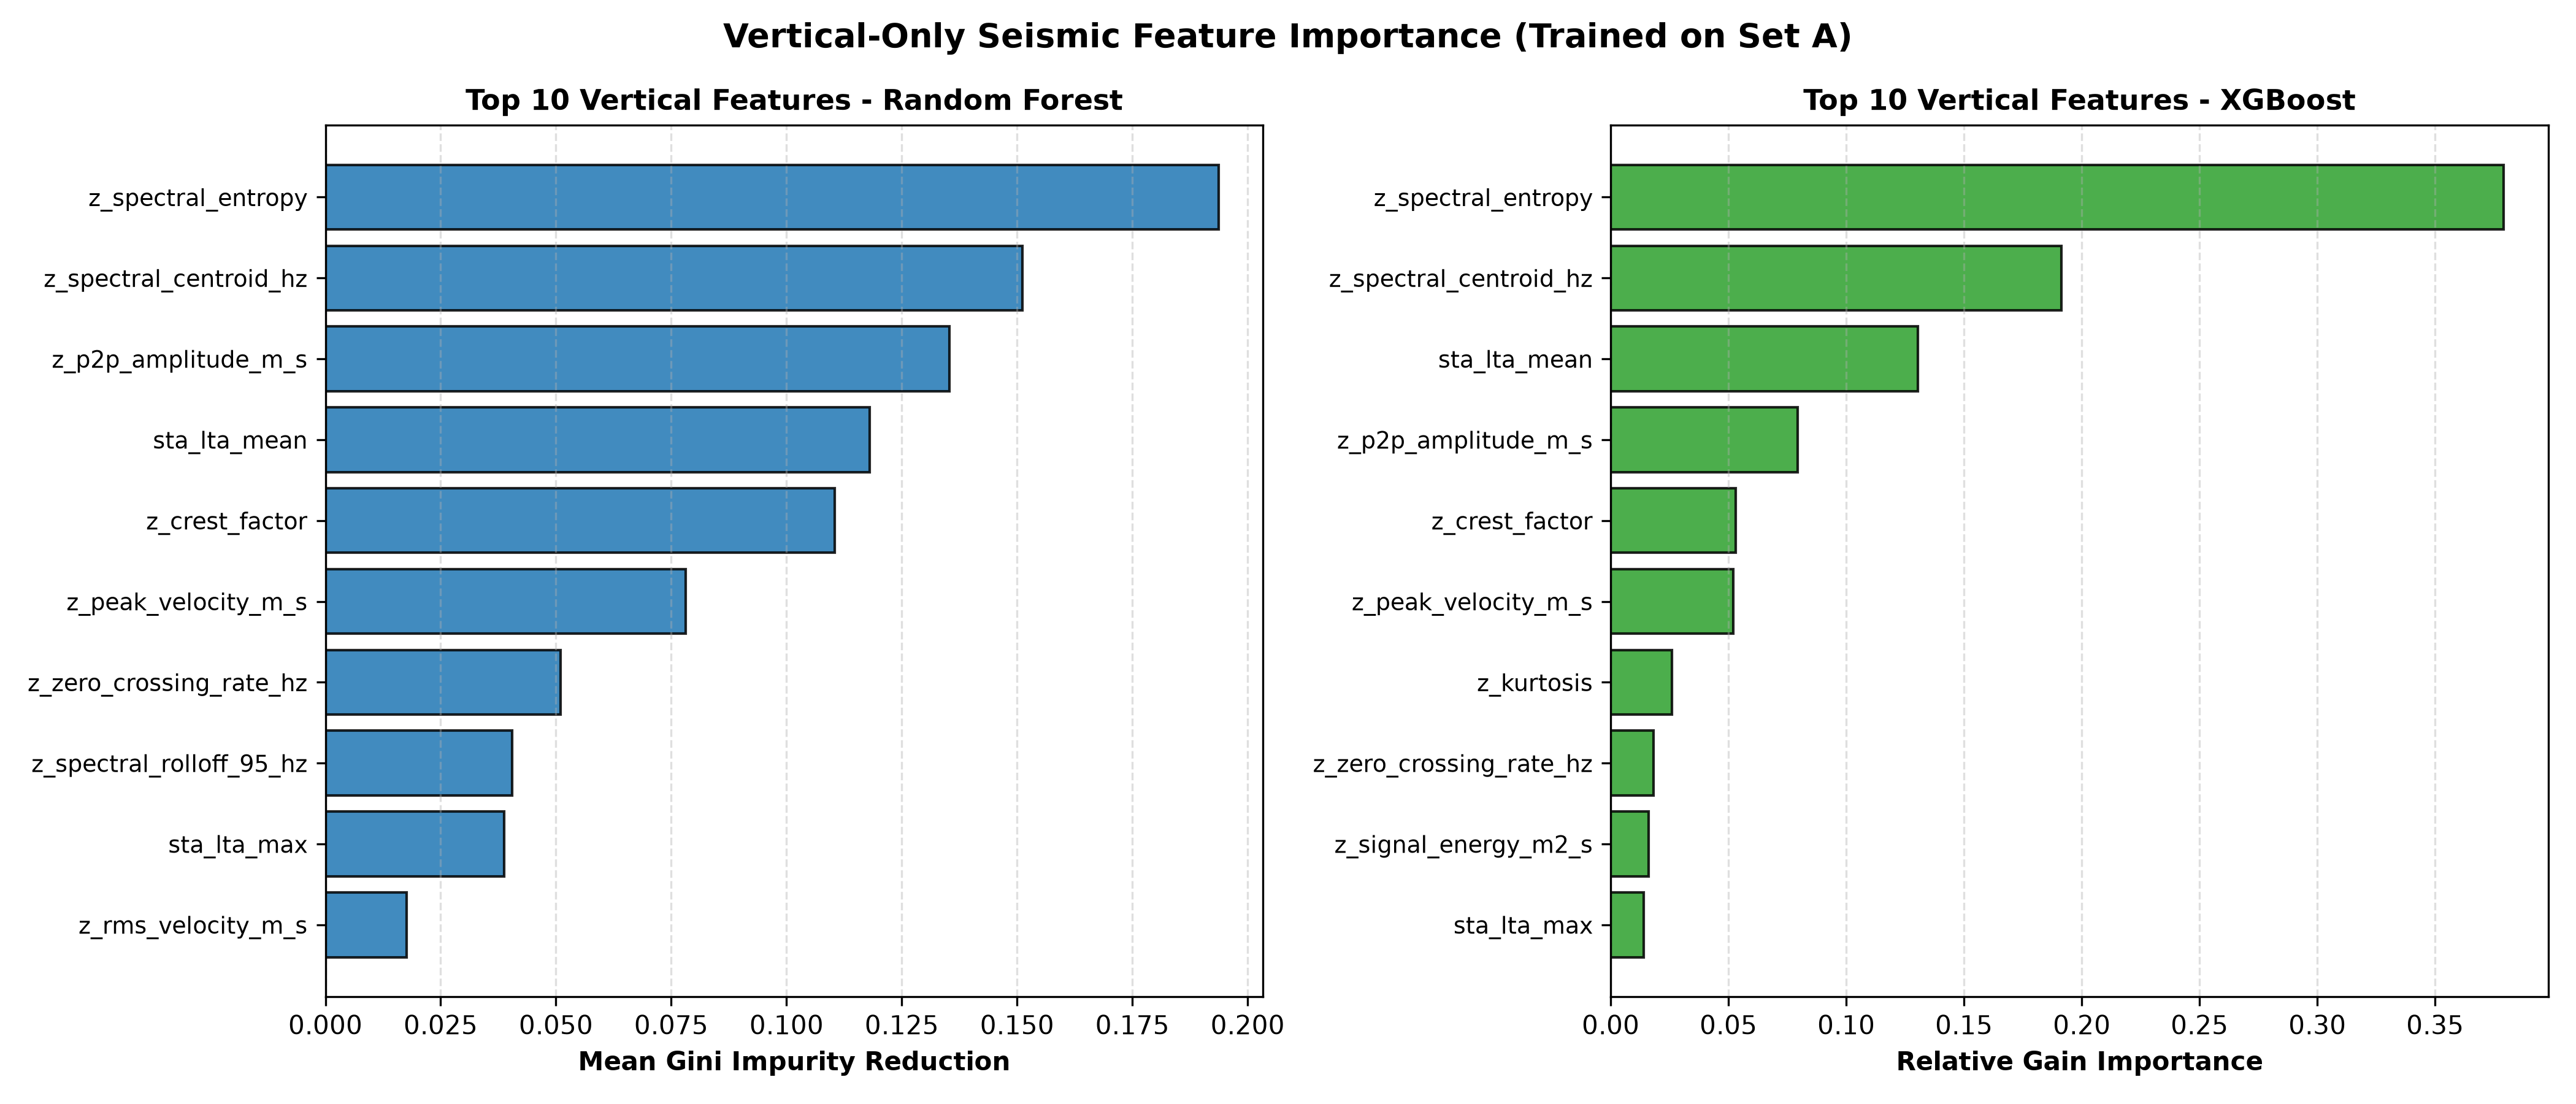 Vertical-Only Seismic Feature Importance (Trained on Set A)
Top 10 Vertical Features - Random Forest
z_spectral_entropy
z_spectral_centroid_hz
z_p2p_amplitude_m_s
sta_lta_mean
z_crest_factor
z_peak_velocity_m_s
z_zero_crossing_rate_hz
z_spectral_rolloff_95_hz
sta_lta_max
z_rms_velocity_m_s
0.000 0.025 0.050 0.075 0.100 0.125 0.150 0.175 0.200
Mean Gini Impurity Reduction
Top 10 Vertical Features - XGBoost
z_spectral_entropy
z_spectral_centroid_hz
sta_lta_mean
z_p2p_amplitude_m_s
z_crest_factor
z_peak_velocity_m_s
z_kurtosis
z_zero_crossing_rate_hz
z_signal_energy_m2_s
sta_lta_max
0.00 0.05 0.10 0.15 0.20 0.25 0.30 0.35
Relative Gain Importance